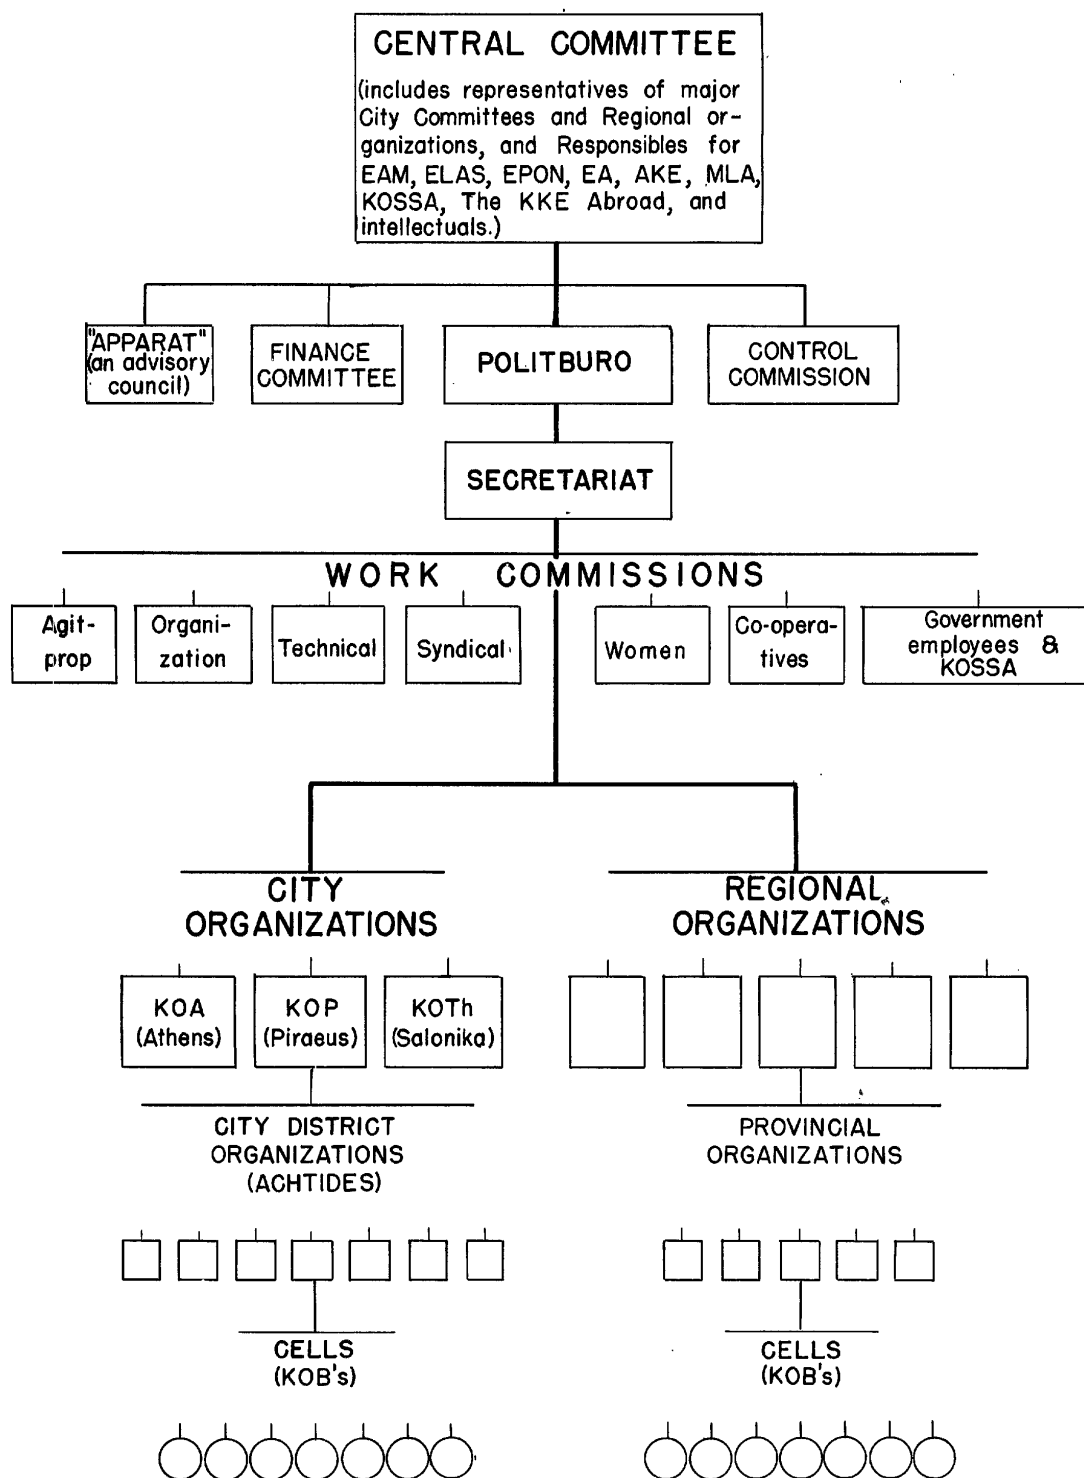 CENTRAL COMMITTEE
(includes representatives of major
City Committees and Regional or-
ganizations, and Responsibles for
EAM, ELAS, EPON, EA, AKE, MLA,
KOSSA, The KKE Abroad, and
intellectuals.)
"APPARAT"
(an advisory
council)
FINANCE
COMMITTEE
POLITBURO
CONTROL
COMMISSION
SECRETARIAT
WORK COMMISSIONS
Agit-
prop
Organi-
zation
Technical
Syndical
Women
Co-opera-
tives
Government
employees &
KOSSA
CITY
ORGANIZATIONS
REGIONAL
ORGANIZATIONS
KOA
(Athens)
KOP
(Piraeus)
KOTh
(Salonika)
CITY DISTRICT
ORGANIZATIONS
(ACHTIDES)
PROVINCIAL
ORGANIZATIONS
CELLS
(KOB's)
CELLS
(KOB's)